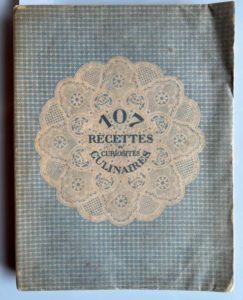 107
RECETTES
OU
CURIOSITÉS
CULINAIRES